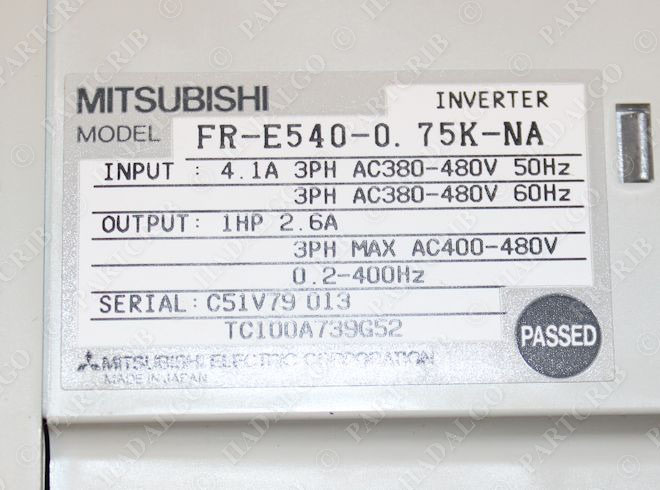 MITSUBISHI INVERTER
MODEL FR-E540-0.75K-NA
INPUT : 4.1A 3PH AC380-480V 50Hz
3PH AC380-480V 60Hz
OUTPUT: 1HP 2.6A
3PH MAX AC400-480V
0.2-400Hz
SERIAL: C51V79 013
TC100A739G52
PASSED
MITSUBISHI ELECTRIC CORPORATION
MADE IN JAPAN
© PARTCRIB
© HADALGO